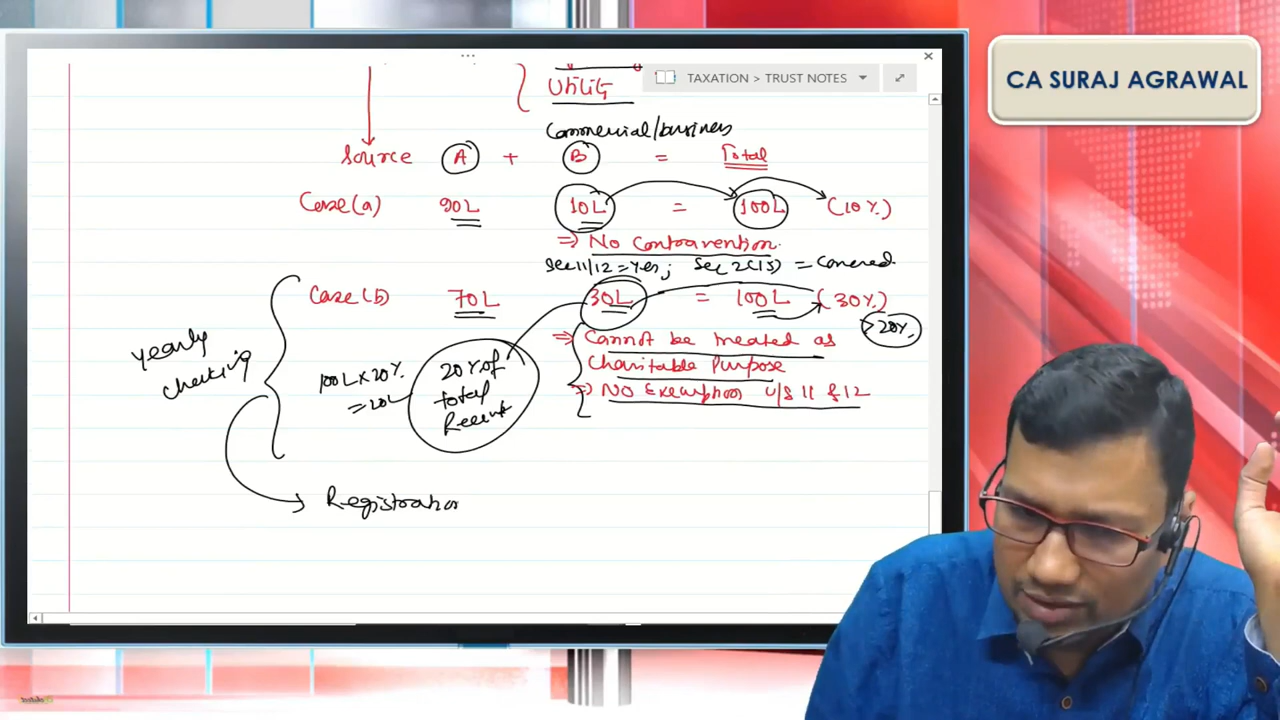 CA SURAJ AGRAWAL
TAXATION > TRUST NOTES
Utility
Commercial/business
Source A + B = Total
Case(a) 90L 10L = 100L (10%)
⇒ No Contravention.
Sec 11/12 = Yes; Sec 2(15) = Covered
Case(b) 70L 30L = 100L (30%)
> 20%
⇒ Cannot be treated as
Charitable Purpose
⇒ No Exemption u/s 11 & 12
yearly
checking
100L x 20%
= 20L
20% of
total
Receipt
Registration